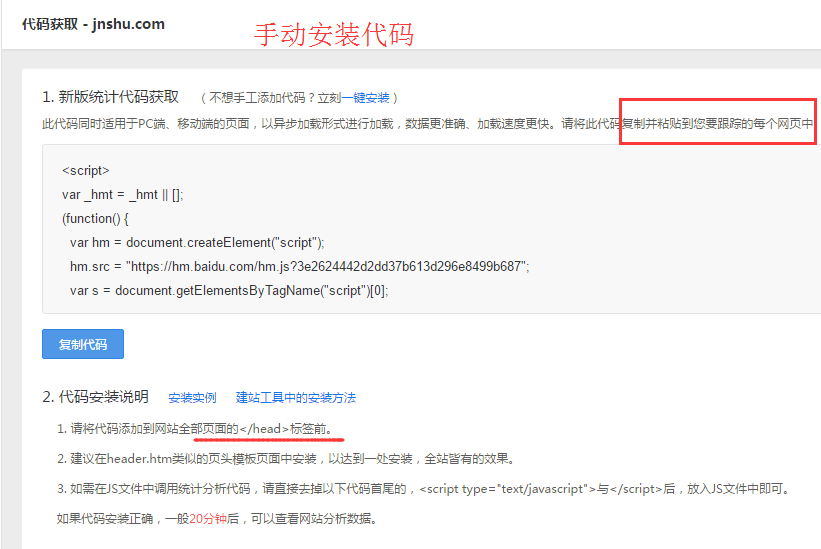 代码获取 - jnshu.com
手动安装代码
1. 新版统计代码获取 （不想手工添加代码？立刻一键安装）
此代码同时适用于PC端、移动端的页面，以异步加载形式进行加载，数据更准确、加载速度更快。请将此代码复制并粘贴到您要跟踪的每个网页中
<script>
var _hmt = _hmt || [];
(function() {
var hm = document.createElement("script");
hm.src = "https://hm.baidu.com/hm.js?3e2624442d2dd37b613d296e8499b687";
var s = document.getElementsByTagName("script")[0];
复制代码
2. 代码安装说明 安装实例 建站工具中的安装方法
1. 请将代码添加到网站全部页面的</head>标签前。
2. 建议在header.htm类似的页头模板页面中安装，以达到一处安装，全站皆有的效果。
3. 如需在JS文件中调用统计分析代码，请直接去掉以下代码首尾的，<script type="text/javascript">与</script>后，放入JS文件中即可。
如果代码安装正确，一般20分钟后，可以查看网站分析数据。